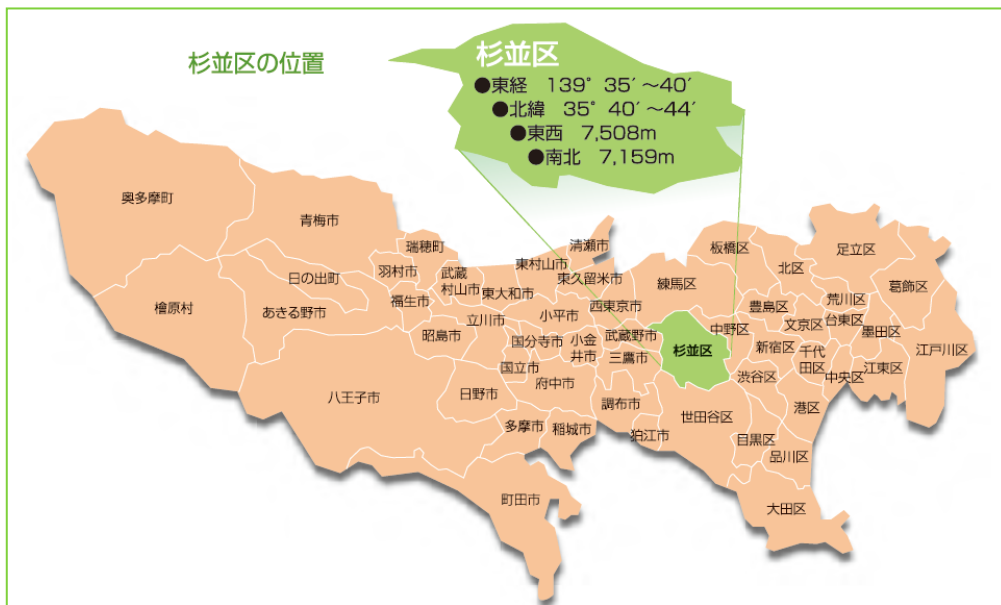 杉並区の位置
杉並区
●東経 139°35′～40′
●北緯 35°40′～44′
●東西 7,508m
●南北 7,159m
奥多摩町
青梅市
瑞穂町
羽村市
武蔵
村山市
日の出町
福生市
あきる野市
檜原村
昭島市
八王子市
東村山市
清瀬市
東久留米市
東大和市
立川市
小平市
西東京市
国分寺市
小金
井市
武蔵野市
三鷹市
国立市
府中市
日野市
調布市
多摩市
稲城市
狛江市
町田市
板橋区
練馬区
北区
足立区
葛飾区
豊島区
荒川区
文京区
台東区
墨田区
中野区
杉並区
新宿区
千代
田区
江戸川区
渋谷区
中央区
江東区
世田谷区
港区
目黒区
品川区
大田区